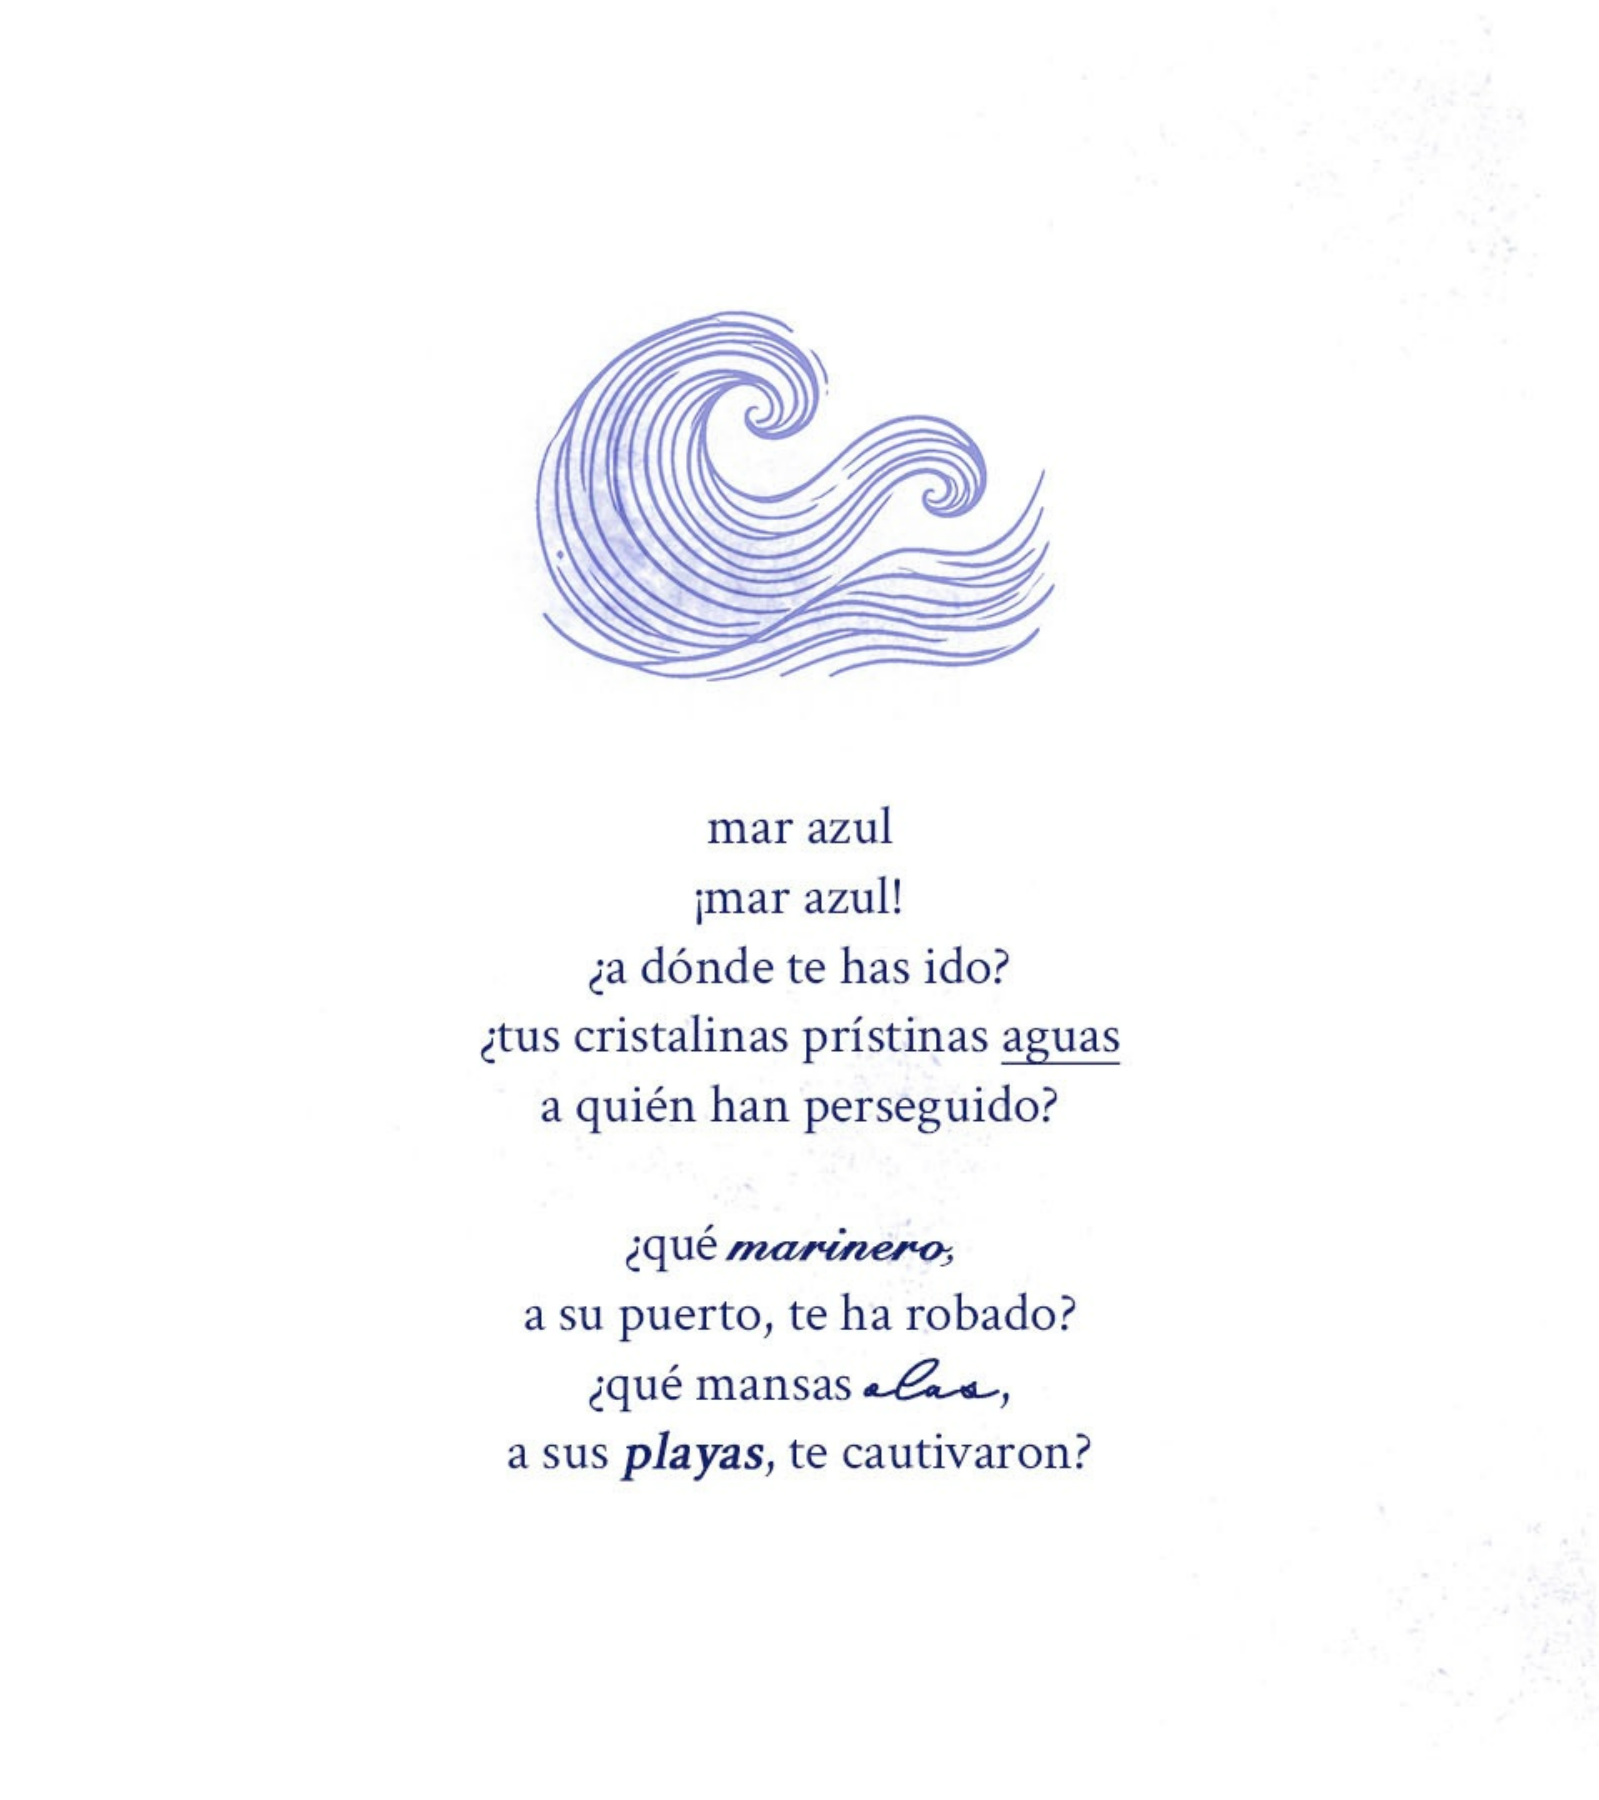 mar azul
¡mar azul!
¿a dónde te has ido?
¿tus cristalinas prístinas aguas
a quién han perseguido?
¿qué marinero,
a su puerto, te ha robado?
¿qué mansas olas,
a sus playas, te cautivaron?